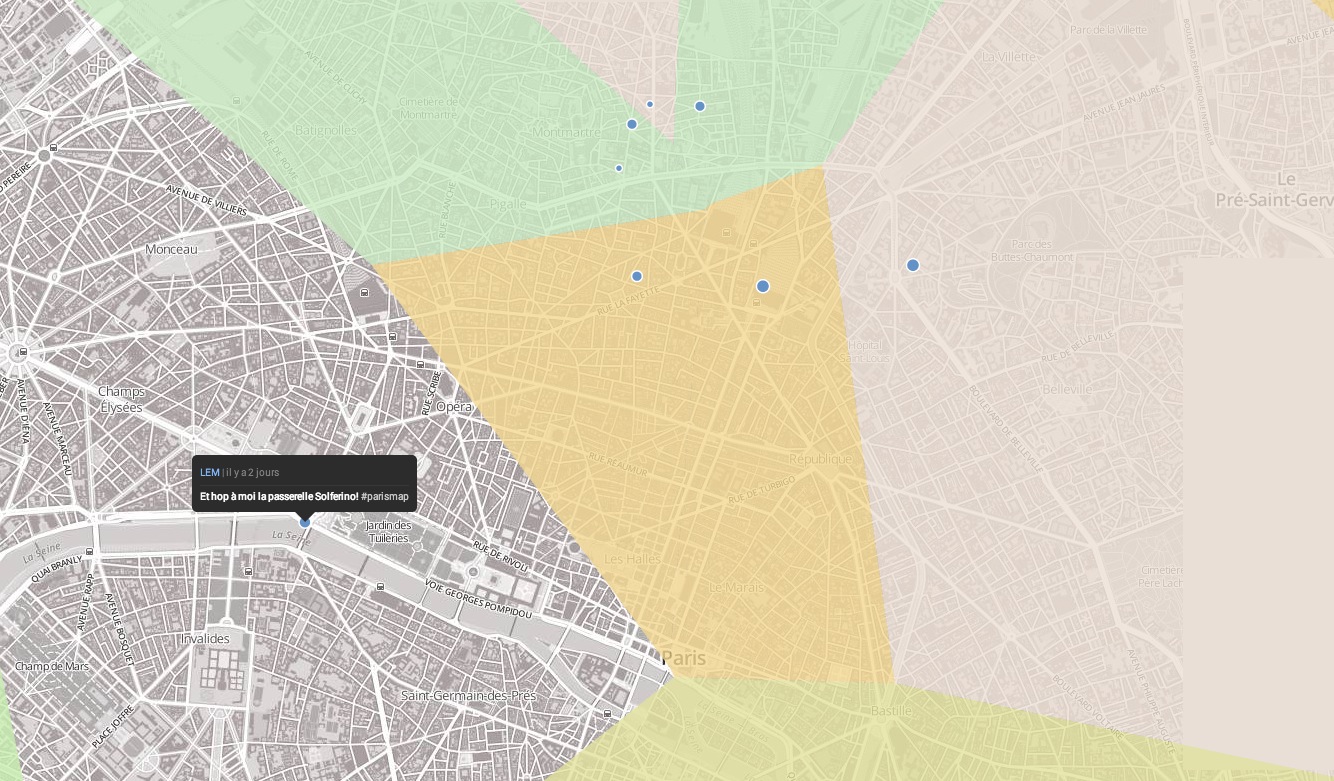 Parc de la Villette
BOULEVARD PÉRIPHÉRIQUE INTÉRIEUR
AVENUE JEA
La Villette
AVENUE DE CLICHY
Cimetière de
Montmartre
AVENUE JEAN JAURÈS
Batignolles
Montmartre
RUE DE ROME
O PEREIRE
AVENUE DE VILLIERS
RUE BLANCHE
Pigalle
Le
Pré-Saint-Gerv
Monceau
Parc des
Buttes-Chaumont
RUE LA FAYETTE
Hôpital
Saint-Louis
RUE DE BELLEVILLE
Champs
Élysées
RUE SCRIBE
Opéra
Belleville
AVENUE D'IÉNA
AVENUE MARCEAU
BOULEVARD DE BELLEVILLE
RUE RÉAUMUR
République
RUE DE TURBIGO
LEM | il y a 2 jours
Et hop à moi la passerelle Solferino! #parismap
Jardin des
Tuileries
La Seine
La Seine
QUAI BRANLY
RUE DE RIVOLI
Les Halles
Le Marais
Cimetière
Père Lach
VOIE GEORGES POMPIDOU
AVENUE RAPP
AVENUE BOSQUET
Invalides
Champ de Mars
Paris
Saint-Germain-des-Prés
PLACE JOFFRE
Bastille
BOULEVARD VOLTAIRE
AVENUE PHILIPPE AUGUSTE